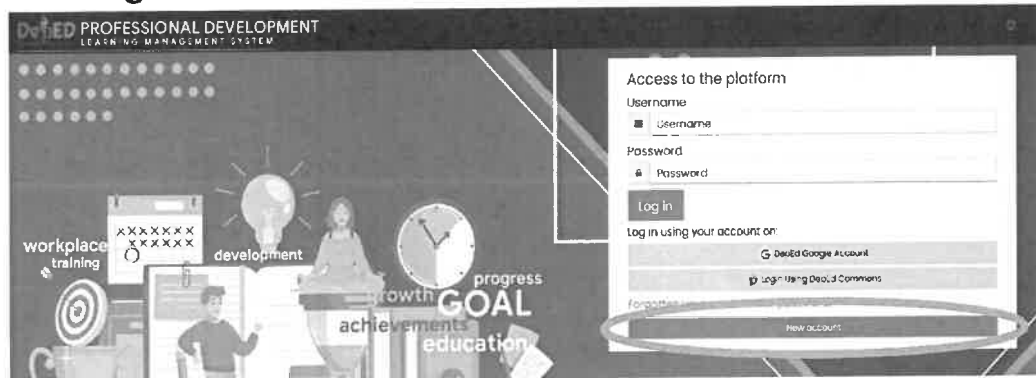 DepED PROFESSIONAL DEVELOPMENT
LEARNING MANAGEMENT SYSTEM
Access to the platform
Username
Username
Password
Password
Log in
Log in using your account on:
G DepEd Google Account
Login Using DepEd Commons
Forgotten
New account
workplace
training
development
progress
growth GOAL
achievements
education